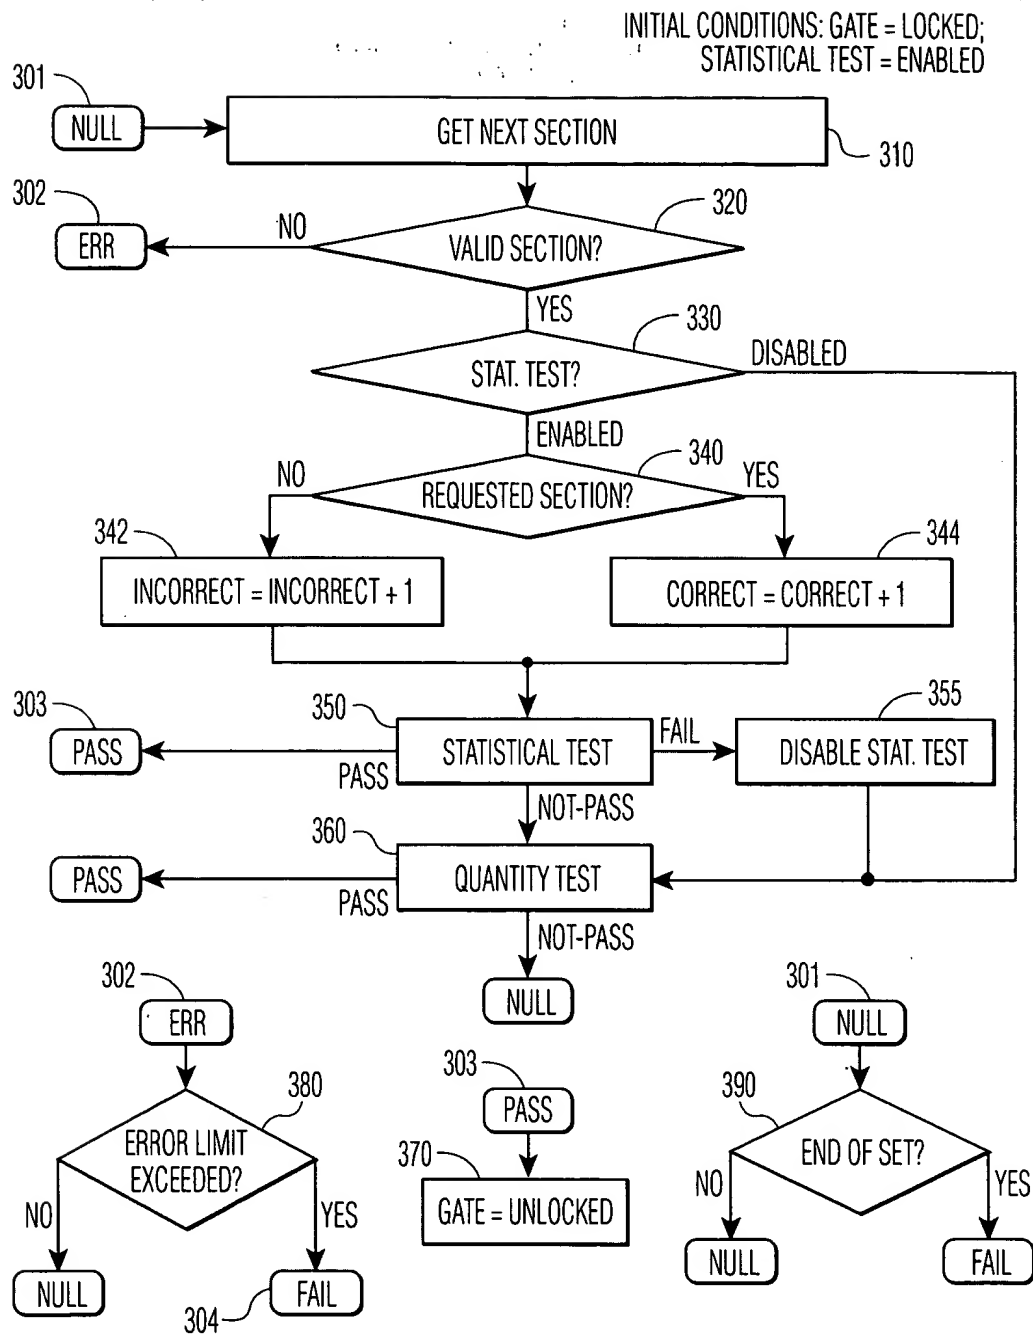 INITIAL CONDITIONS: GATE = LOCKED;
STATISTICAL TEST = ENABLED
301
NULL
GET NEXT SECTION
310
302
ERR
NO
320
VALID SECTION?
YES
330
STAT. TEST?
DISABLED
ENABLED
340
NO
REQUESTED SECTION?
YES
342
INCORRECT = INCORRECT + 1
344
CORRECT = CORRECT + 1
303
PASS
PASS
350
STATISTICAL TEST
FAIL
355
DISABLE STAT. TEST
NOT-PASS
360
PASS
PASS
QUANTITY TEST
NOT-PASS
NULL
302
ERR
380
ERROR LIMIT
EXCEEDED?
NO
YES
NULL
FAIL
304
303
PASS
370
GATE = UNLOCKED
301
NULL
390
END OF SET?
NO
YES
NULL
FAIL